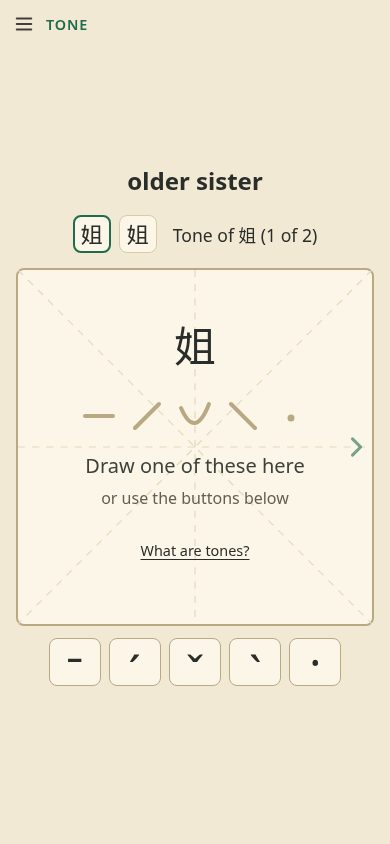 TONE
older sister
姐 姐 Tone of 姐 (1 of 2)
姐
Draw one of these here
or use the buttons below
What are tones?
ˉ ˊ ˇ ˋ ·